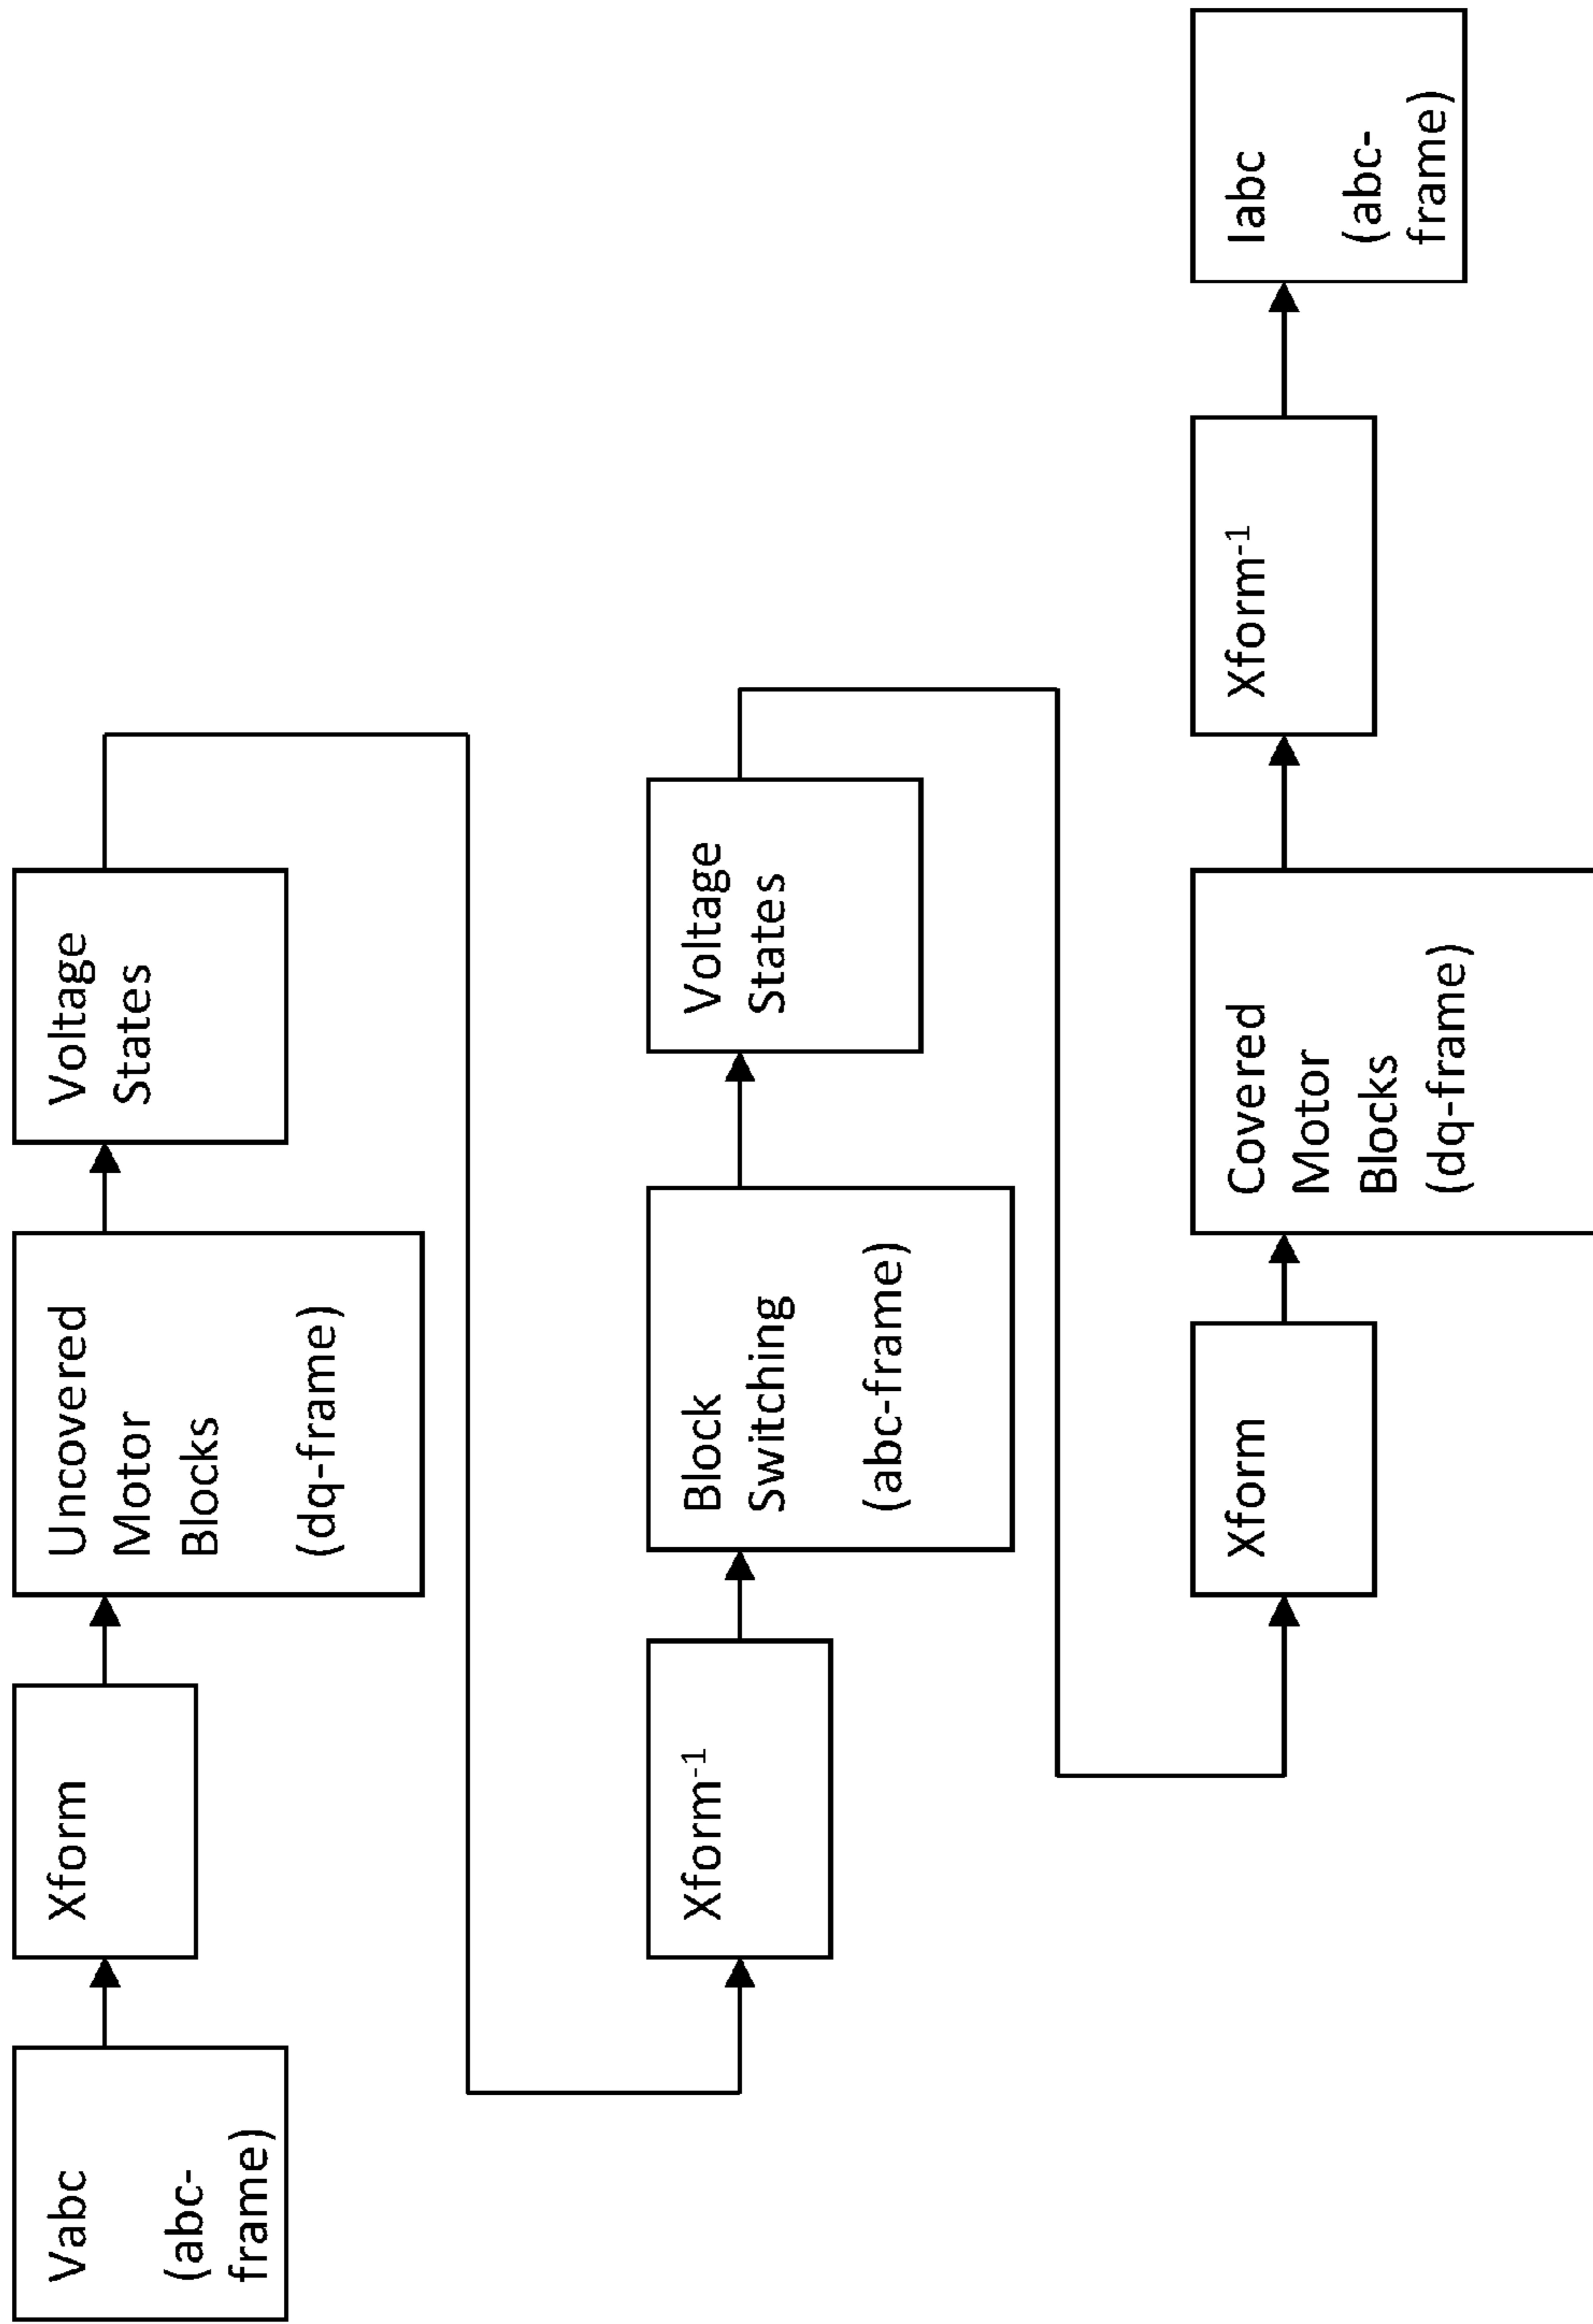 Vabc
(abc-
frame)
Xform
Uncovered
Motor
Blocks
(dq-frame)
Voltage
States
Xform-1
Block
Switching
(abc-frame)
Voltage
States
Xform
Covered
Motor
Blocks
(dq-frame)
Xform-1
Iabc
(abc-
frame)